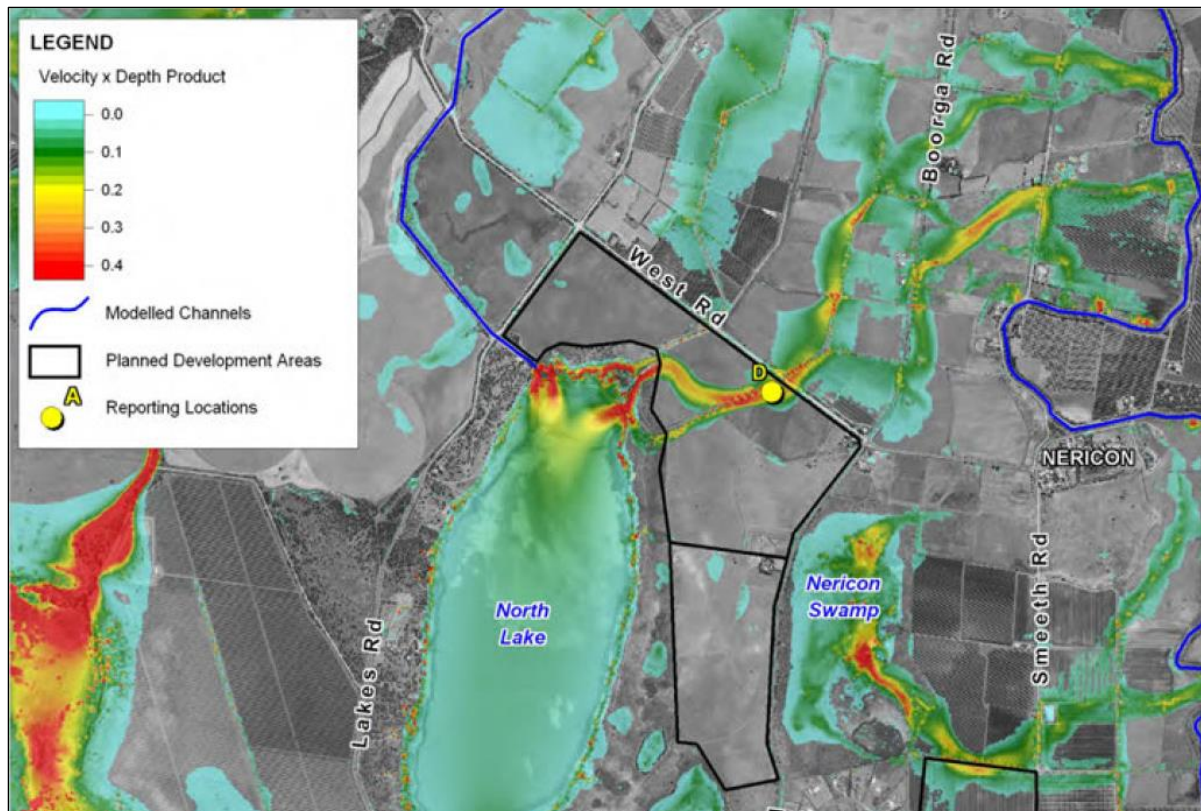 LEGEND
Velocity x Depth Product
0.0
0.1
0.2
0.3
0.4
Modelled Channels
Planned Development Areas
A
Reporting Locations
Boorga Rd
West Rd
D
NERICON
North
Lake
Nericon
Swamp
Smeeth Rd
Lakes Rd